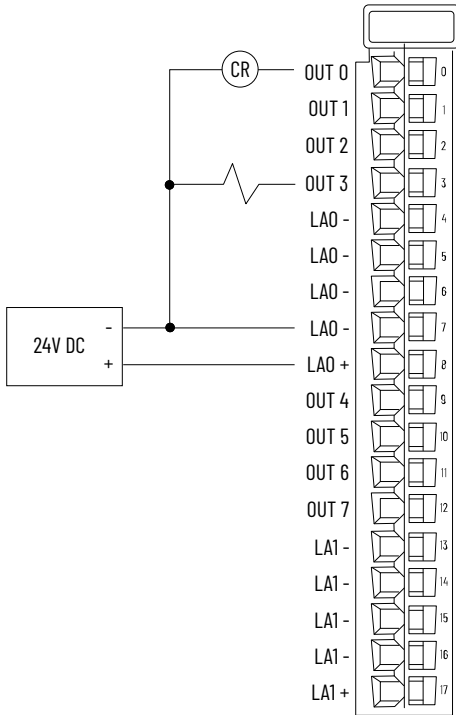 CR
OUT 0 0
OUT 1 1
OUT 2 2
OUT 3 3
LA0 - 4
LA0 - 5
LA0 - 6
- LA0 - 7
24V DC
+ LA0 + 8
OUT 4 9
OUT 5 10
OUT 6 11
OUT 7 12
LA1 - 13
LA1 - 14
LA1 - 15
LA1 - 16
LA1 + 17